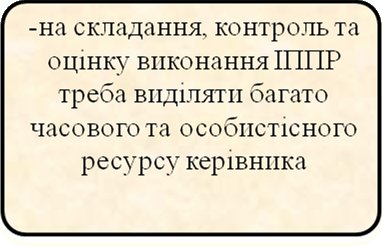 -на складання, контроль та
оцінку виконання ІППР
треба виділяти багато
часового та особистісного
ресурсу керівника